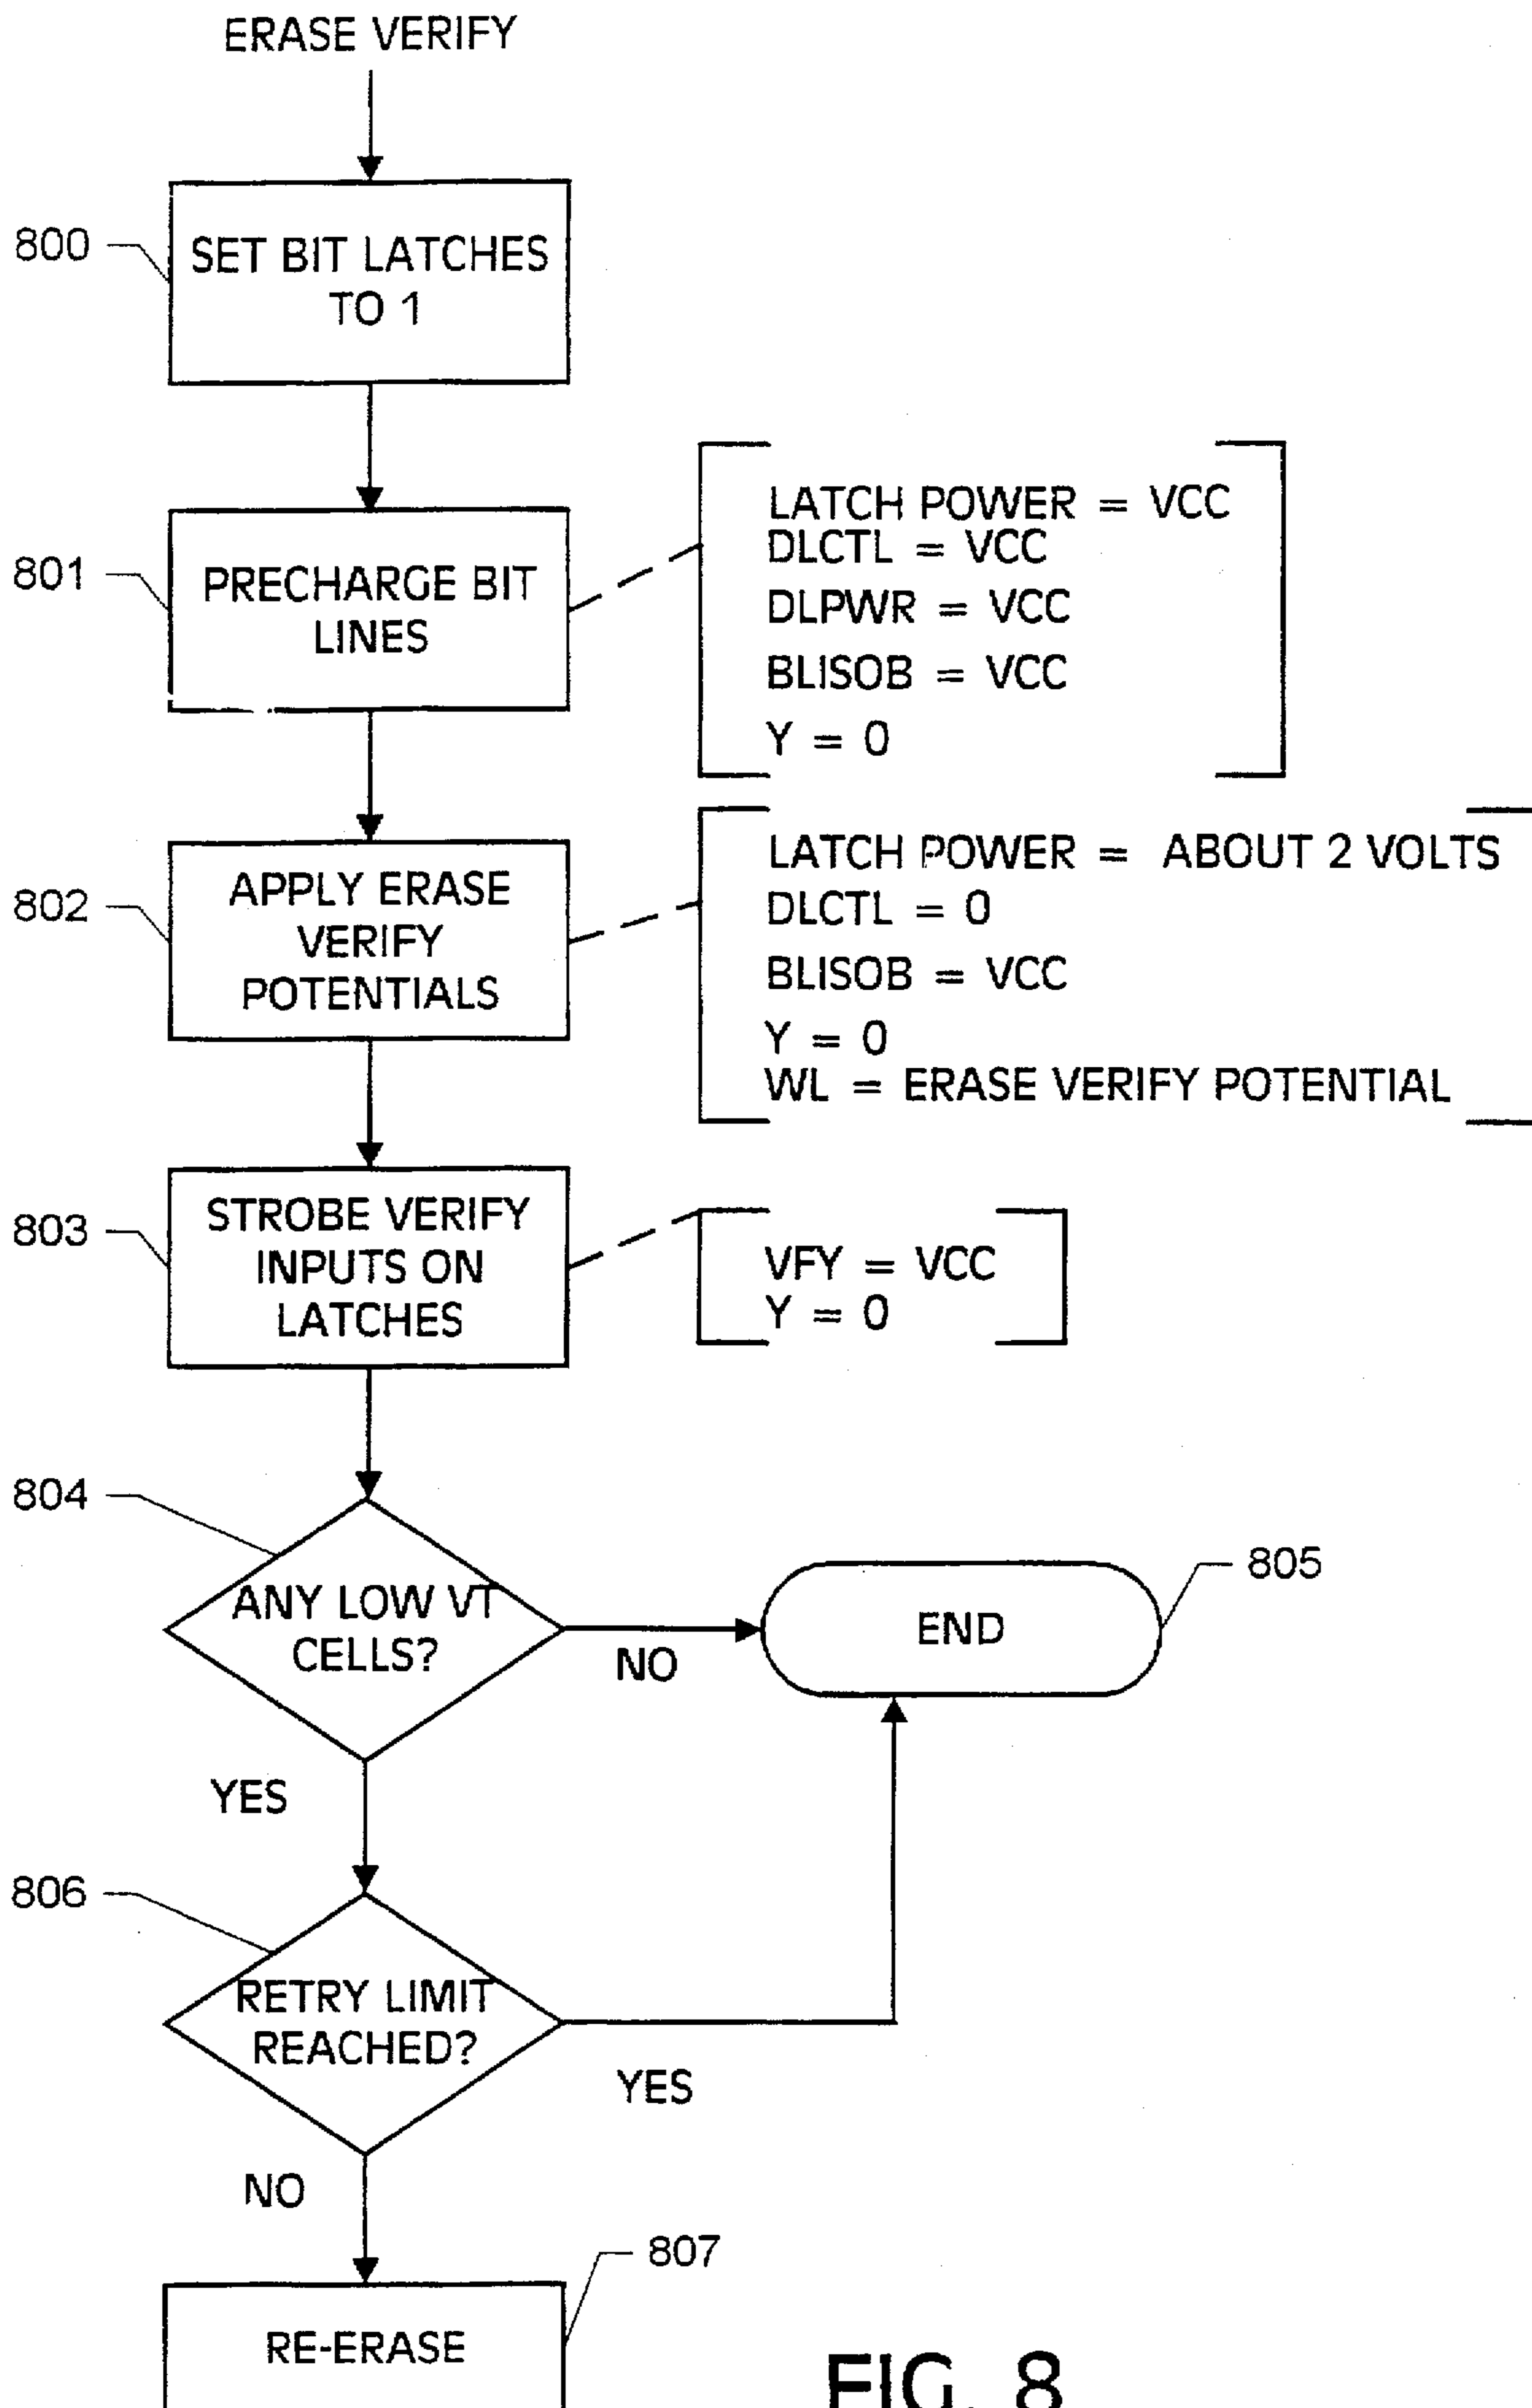 ERASE VERIFY
800
SET BIT LATCHES
TO 1
801
PRECHARGE BIT
LINES
LATCH POWER = VCC
DLCTL = VCC
DLPWR = VCC
BLISOB = VCC
Y = 0
802
APPLY ERASE
VERIFY
POTENTIALS
LATCH POWER = ABOUT 2 VOLTS
DLCTL = 0
BLISOB = VCC
Y = 0
WL = ERASE VERIFY POTENTIAL
803
STROBE VERIFY
INPUTS ON
LATCHES
VFY = VCC
Y = 0
804
ANY LOW VT
CELLS?
NO
END
805
YES
806
RETRY LIMIT
REACHED?
YES
NO
807
RE-ERASE
FIG. 8